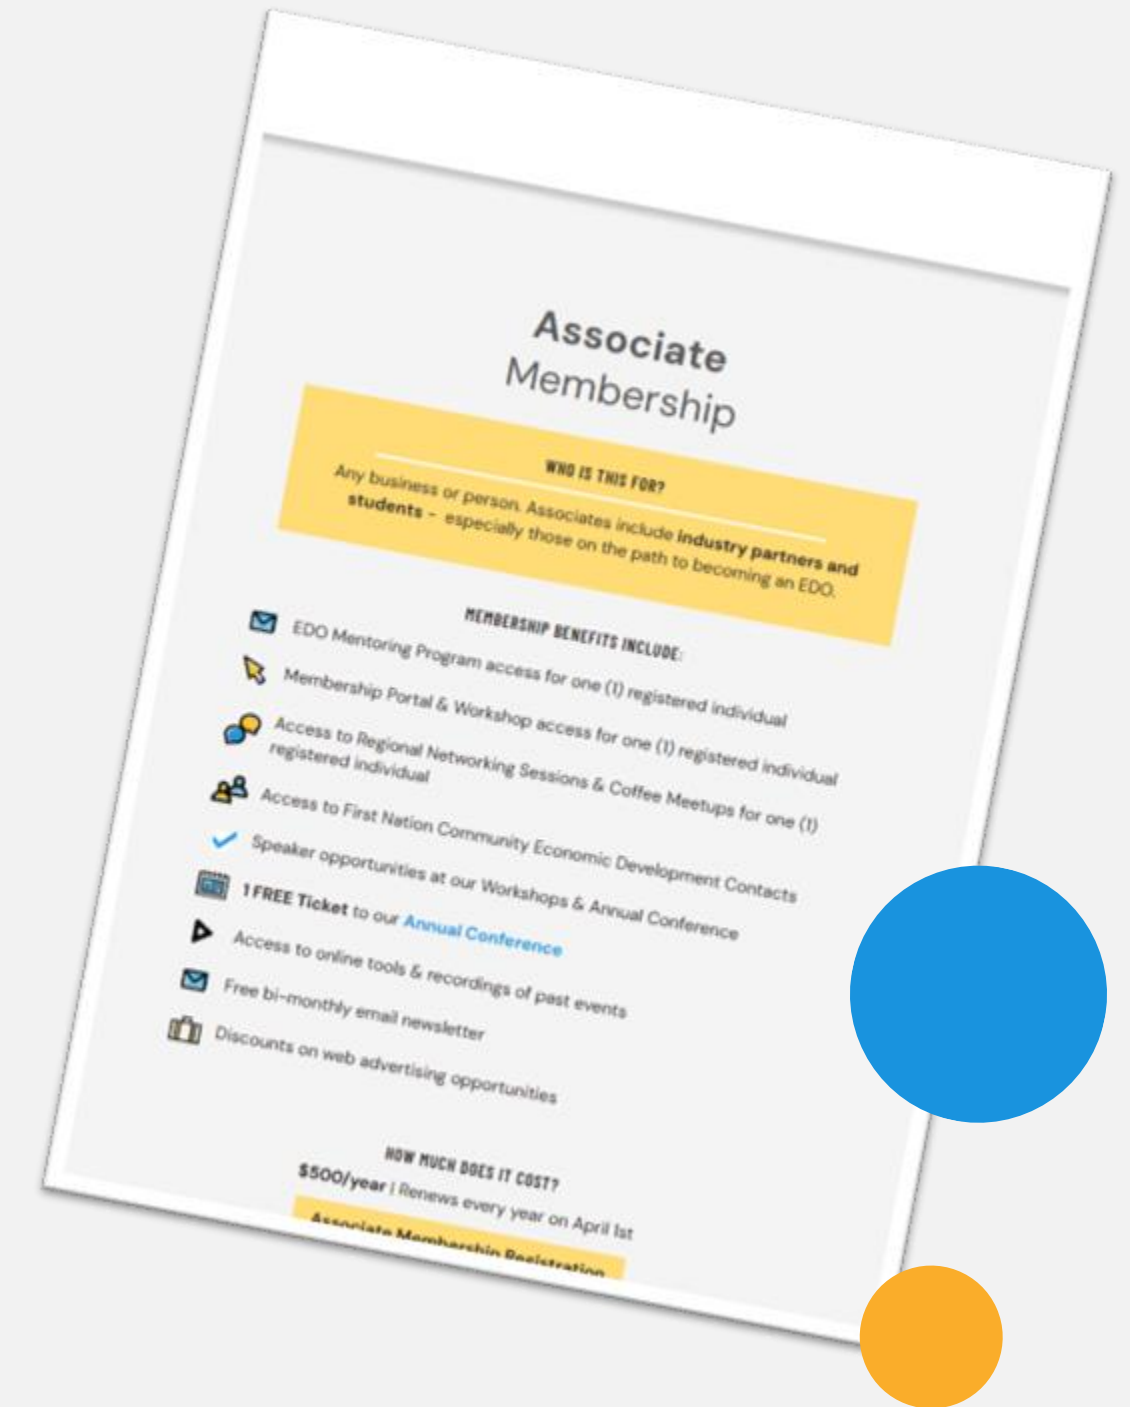 Associate
Membership
WHO IS THIS FOR?
Any business or person. Associates include industry partners and
students - especially those on the path to becoming an EDO.
MEMBERSHIP BENEFITS INCLUDE:
EDO Mentoring Program access for one (1) registered individual
Membership Portal & Workshop access for one (1) registered individual
Access to Regional Networking Sessions & Coffee Meetups for one (1)
registered individual
Access to First Nation Community Economic Development Contacts
Speaker opportunities at our Workshops & Annual Conference
1 FREE Ticket to our Annual Conference
Access to online tools & recordings of past events
Free bi-monthly email newsletter
Discounts on web advertising opportunities
HOW MUCH DOES IT COST?
$500/year | Renews every year on April 1st
Associate Membership Registration